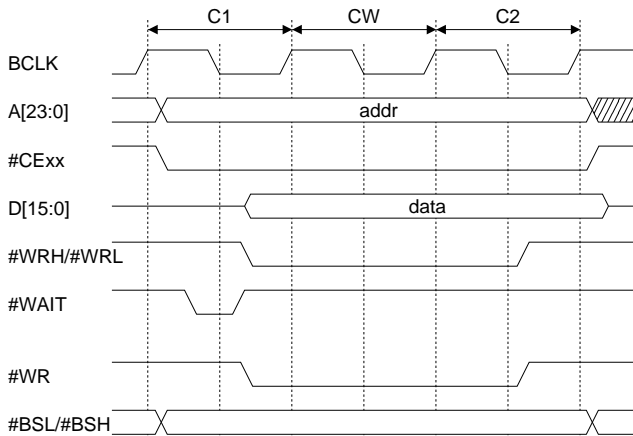 C1 CW C2
BCLK
A[23:0] addr
#CExx
D[15:0] data
#WRH/#WRL
#WAIT
#WR
#BSL/#BSH